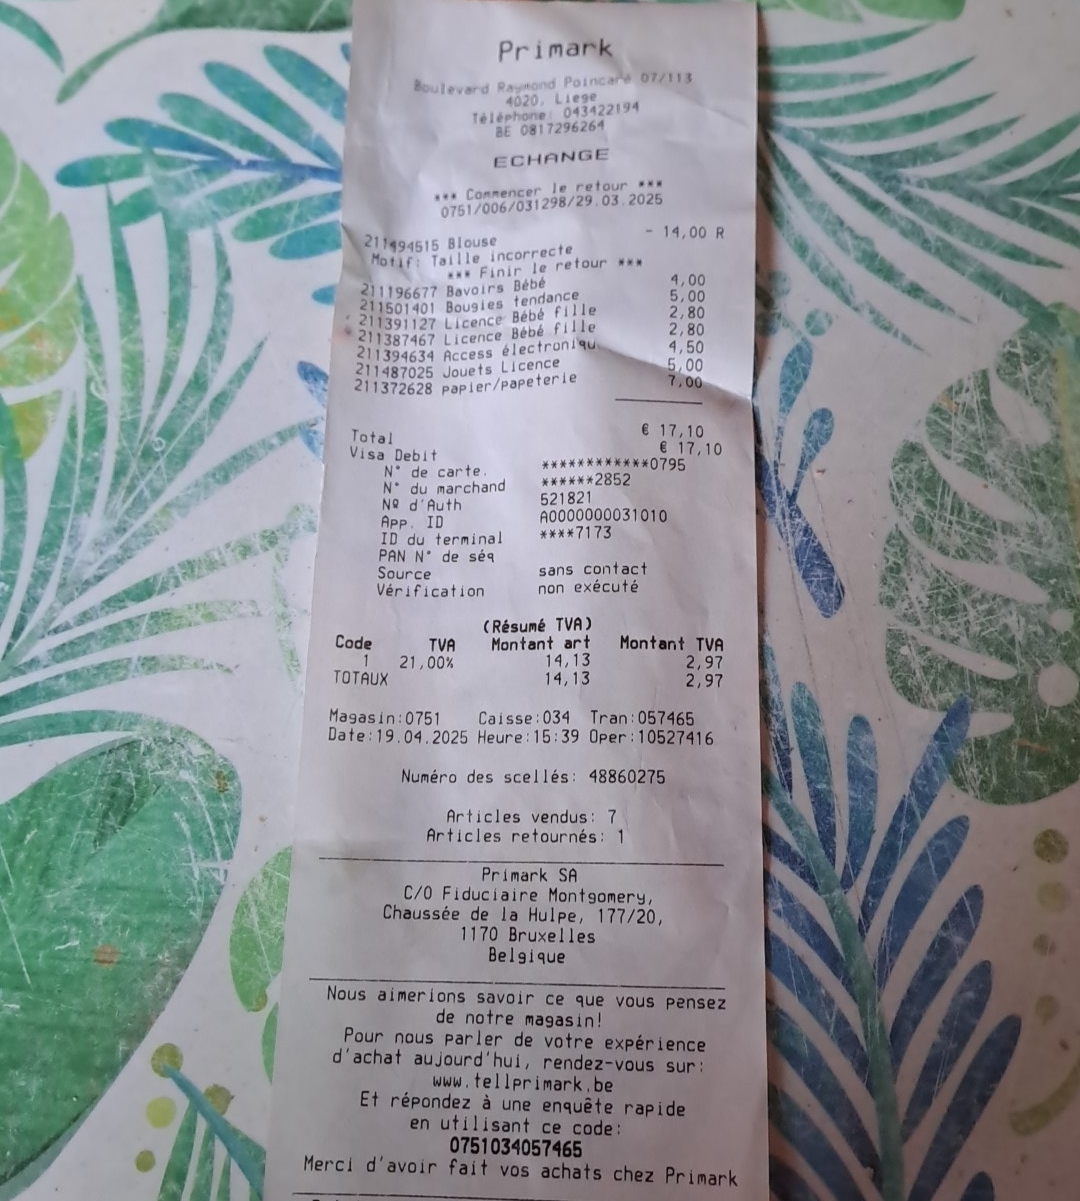 Primark
Boulevard Raymond Poincaré 07/113
4020, Liege
Téléphone: 043422194
BE 0817296264
ECHANGE
*** Commencer le retour ***
0751/006/031298/29.03.2025
211494515 Blouse - 14,00 R
Motif: Taille incorrecte
*** Finir le retour ***
211196677 Bavoirs Bébé 4,00
211501401 Bougies tendance 5,00
211391127 Licence Bébé fille 2,80
211387467 Licence Bébé fille 2,80
211394634 Access électroniqu 4,50
211487025 Jouets Licence 5,00
211372628 papier/papeterie 7,00
Total € 17,10
Visa Debit € 17,10
N° de carte. ************0795
N° du marchand ******2852
Nº d'Auth 521821
App. ID A0000000031010
ID du terminal ****7173
PAN N° de séq
Source sans contact
Vérification non exécuté
(Résumé TVA)
Code TVA Montant art Montant TVA
1 21,00% 14,13 2,97
TOTAUX 14,13 2,97
Magasin:0751 Caisse:034 Tran:057465
Date:19.04.2025 Heure:15:39 Oper:10527416
Numéro des scellés: 48860275
Articles vendus: 7
Articles retournés: 1
Primark SA
C/O Fiduciaire Montgomery,
Chaussée de la Hulpe, 177/20,
1170 Bruxelles
Belgique
Nous aimerions savoir ce que vous pensez
de notre magasin!
Pour nous parler de votre expérience
d'achat aujourd'hui, rendez-vous sur:
www.tellprimark.be
Et répondez à une enquête rapide
en utilisant ce code:
0751034057465
Merci d'avoir fait vos achats chez Primark